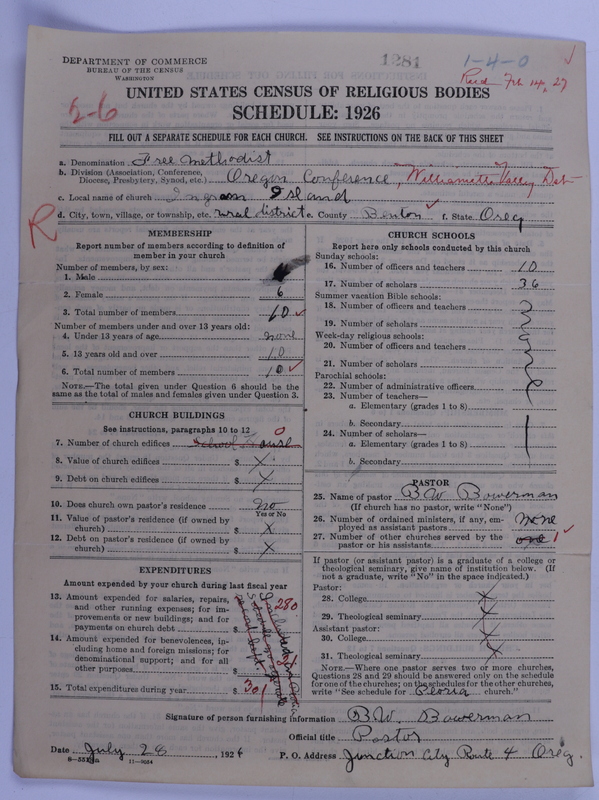 DEPARTMENT OF COMMERCE
BUREAU OF THE CENSUS
WASHINGTON
1281
1-4-0
Recd Feb 14, 27
UNITED STATES CENSUS OF RELIGIOUS BODIES
SCHEDULE: 1926
2-6
FILL OUT A SEPARATE SCHEDULE FOR EACH CHURCH. SEE INSTRUCTIONS ON THE BACK OF THIS SHEET
a. Denomination Free Methodist
b. Division (Association, Conference, Diocese, Presbytery, Synod, etc.) Oregon Conference, Williamette Valley Dist
c. Local name of church Ingram Island
d. City, town, village, or township, etc. rural district e. County Benton f. State Oreg
R
MEMBERSHIP
Report number of members according to definition of
member in your church
Number of members, by sex:
1. Male
2. Female 6
3. Total number of members 10
Number of members under and over 13 years old:
4. Under 13 years of age none
5. 13 years old and over 10
6. Total number of members 10
NOTE.—The total given under Question 6 should be the
same as the total of males and females given under Question 3.
CHURCH BUILDINGS
See instructions, paragraphs 10 to 12
7. Number of church edifices School House 0
8. Value of church edifices $ X
9. Debt on church edifices $ X
10. Does church own pastor's residence no
Yes or No
11. Value of pastor's residence (if owned by
church) $ X
12. Debt on pastor's residence (if owned by
church) $ X
EXPENDITURES
Amount expended by your church during last fiscal year
13. Amount expended for salaries, repairs,
and other running expenses; for im-
provements or new buildings; and for
payments on church debt $ 280
14. Amount expended for benevolences, in-
cluding home and foreign missions; for
denominational support; and for all
other purposes $ 21
15. Total expenditures during year $ 301
CHURCH SCHOOLS
Report here only schools conducted by this church
Sunday schools:
16. Number of officers and teachers 10
17. Number of scholars 36
Summer vacation Bible schools:
18. Number of officers and teachers
19. Number of scholars
Week-day religious schools:
20. Number of officers and teachers
21. Number of scholars
Parochial schools:
22. Number of administrative officers
23. Number of teachers—
a. Elementary (grades 1 to 8)
b. Secondary
24. Number of scholars—
a. Elementary (grades 1 to 8)
b. Secondary
PASTOR
25. Name of pastor B.W. Bowerman
(If church has no pastor, write "None")
26. Number of ordained ministers, if any, em-
ployed as assistant pastors none
27. Number of other churches served by the
pastor or his assistants one 1
If pastor (or assistant pastor) is a graduate of a college or
theological seminary, give name of institution below. (If
not a graduate, write "No" in the space indicated.)
Pastor:
28. College X
29. Theological seminary X
Assistant pastor:
30. College X
31. Theological seminary X
NOTE.—Where one pastor serves two or more churches,
Questions 28 and 29 should be answered only on the schedule
for one of the churches; on the schedules for the other churches,
write "See schedule for Peoria church."
Signature of person furnishing information B.W. Bowerman
Official title Pastor
Date July 28, 1926 P. O. Address Junction City Route 4 Oreg.
11-9084